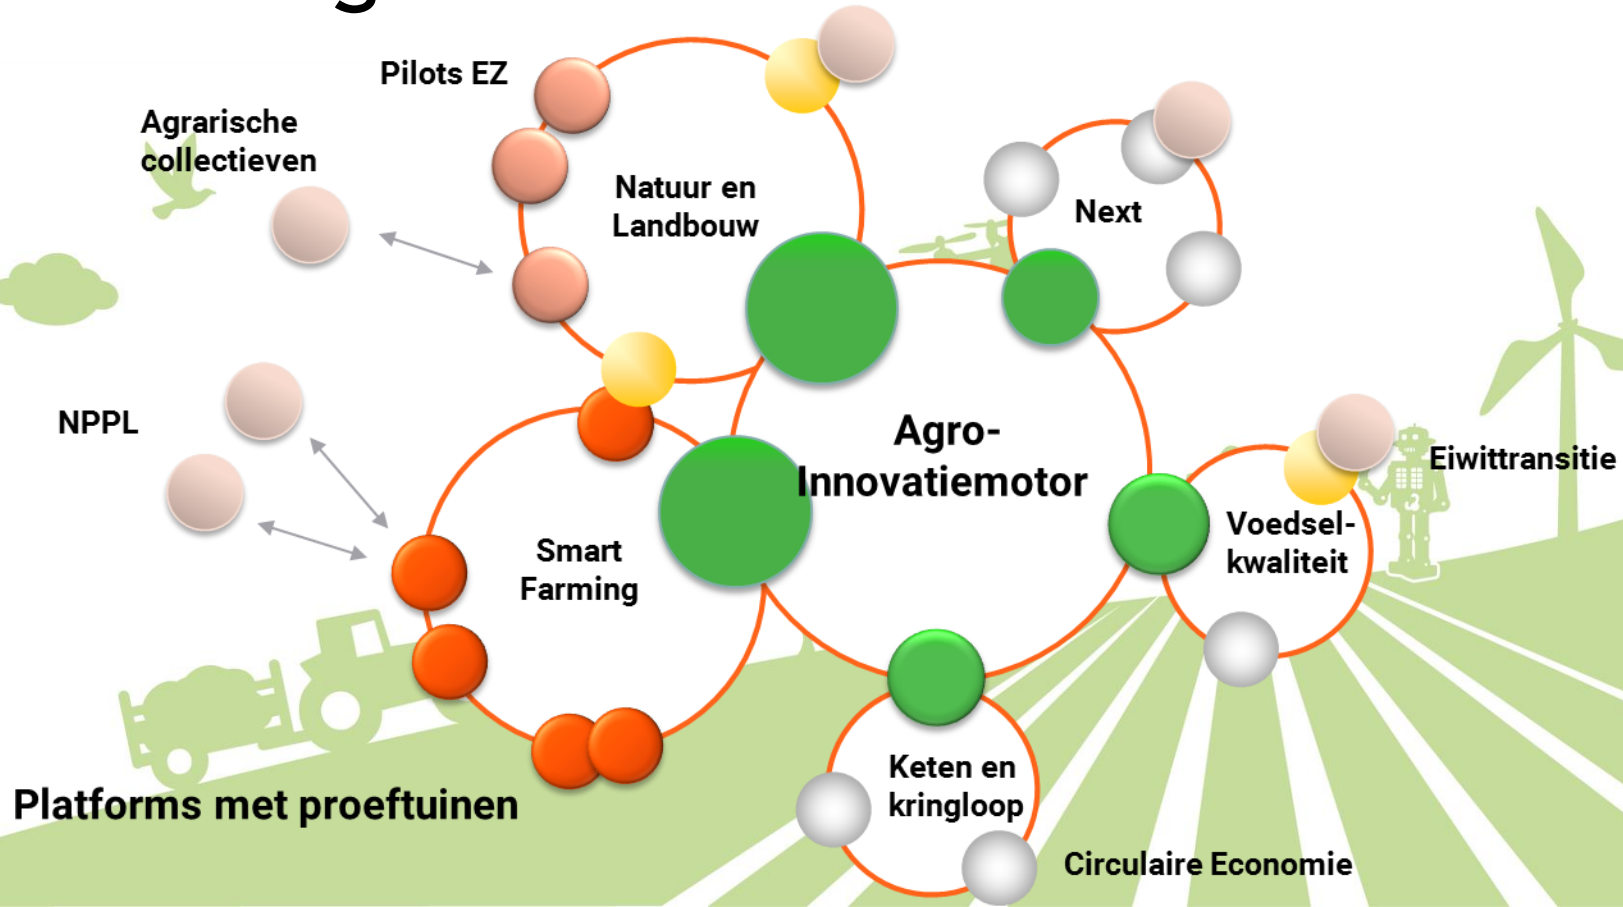 Pilots EZ
Agrarische
collectieven
Natuur en
Landbouw
Next
NPPL
Agro-
Innovatiemotor
Eiwittransitie
Voedsel-
kwaliteit
Smart
Farming
Keten en
kringloop
Platforms met proeftuinen
Circulaire Economie